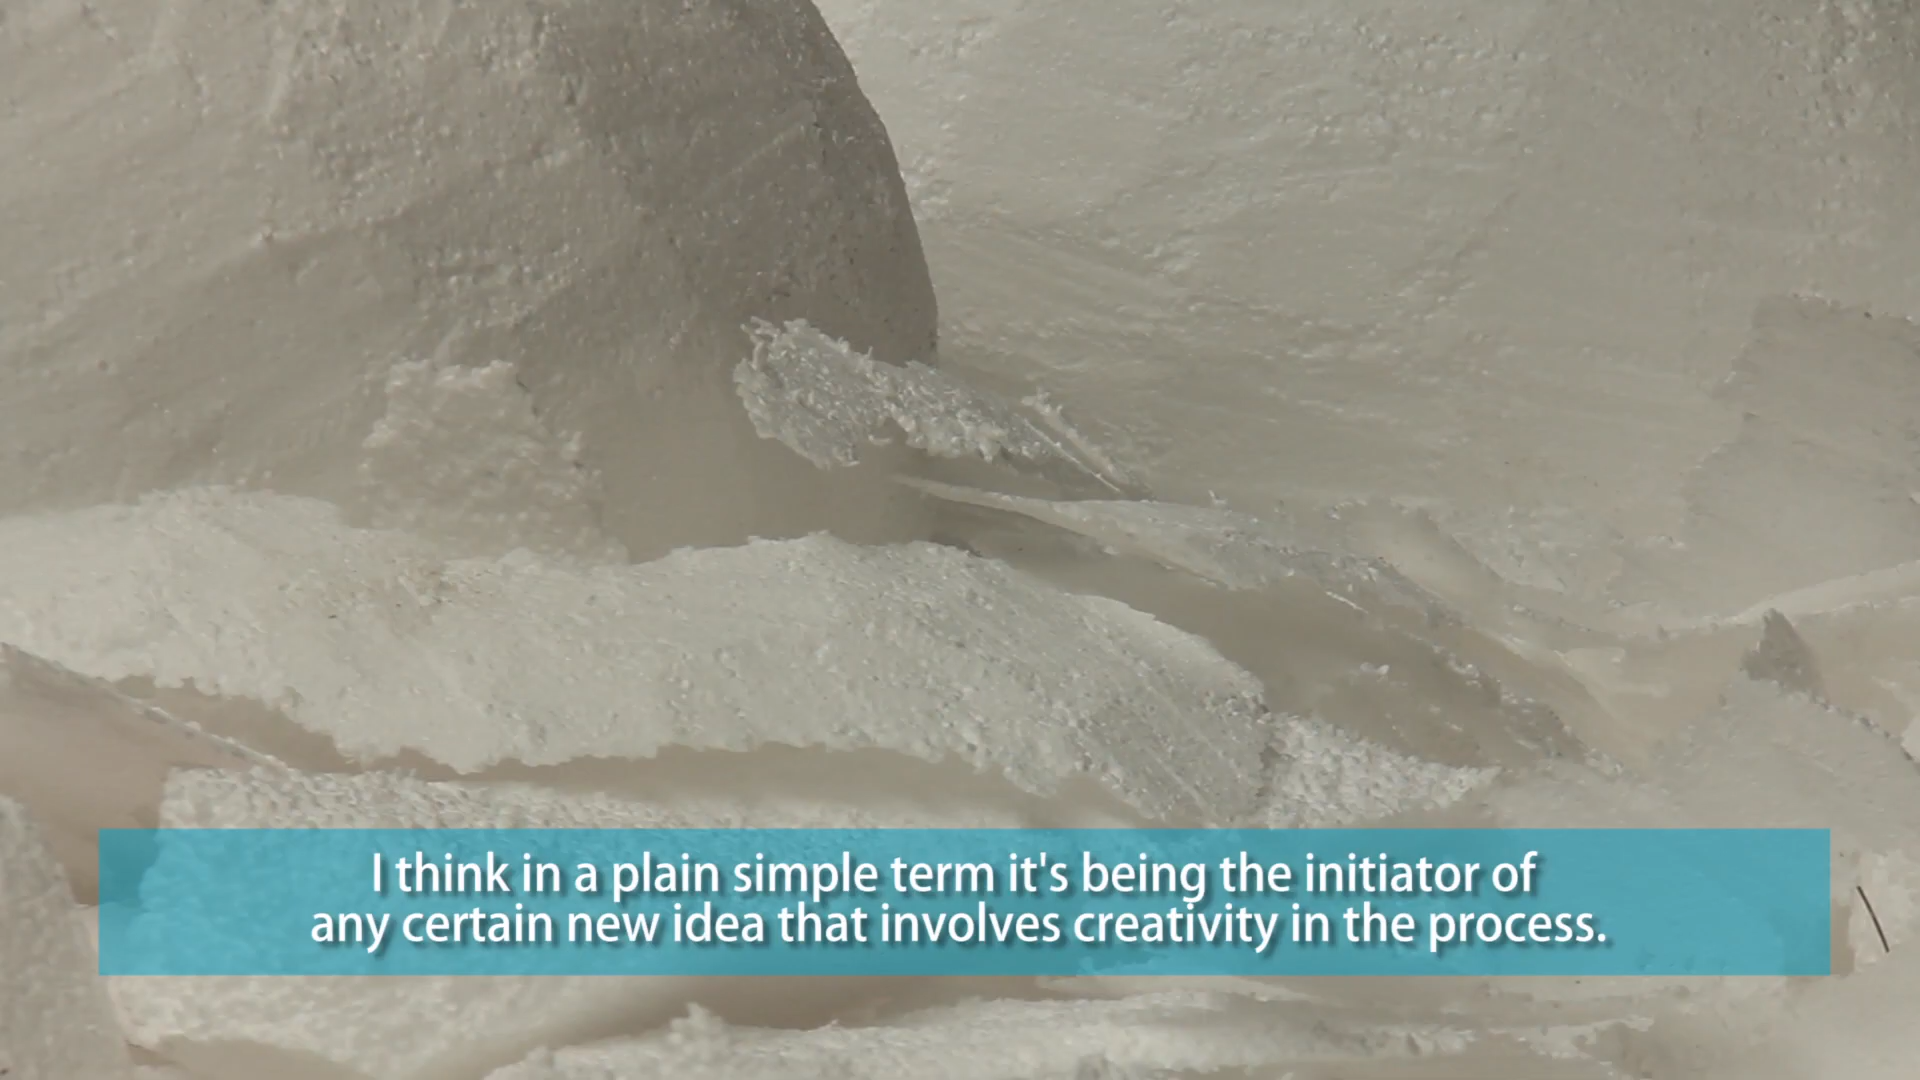 I think in a plain simple term it's being the initiator of
any certain new idea that involves creativity in the process.